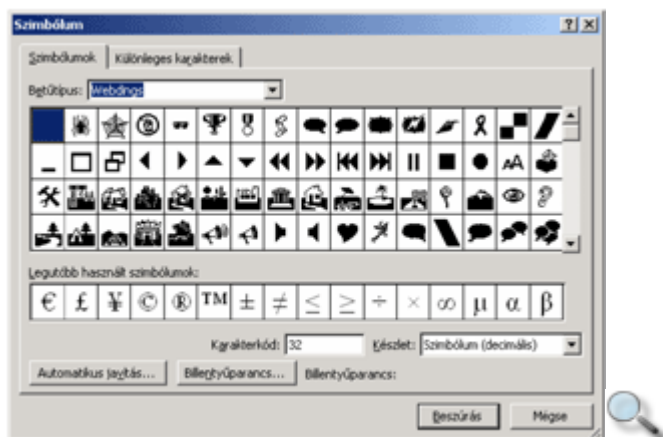 Szimbólum
Szimbólumok Különleges karakterek
Betűtípus: Webdings
Legutóbb használt szimbólumok:
€ £ ¥ © ® ™ ± ≠ ≤ ≥ ÷ × ∞ µ α β
Karakterkód: 32 Készlet: Szimbólum (decimális)
Automatikus javítás... Billentyűparancs... Billentyűparancs:
Beszúrás Mégse